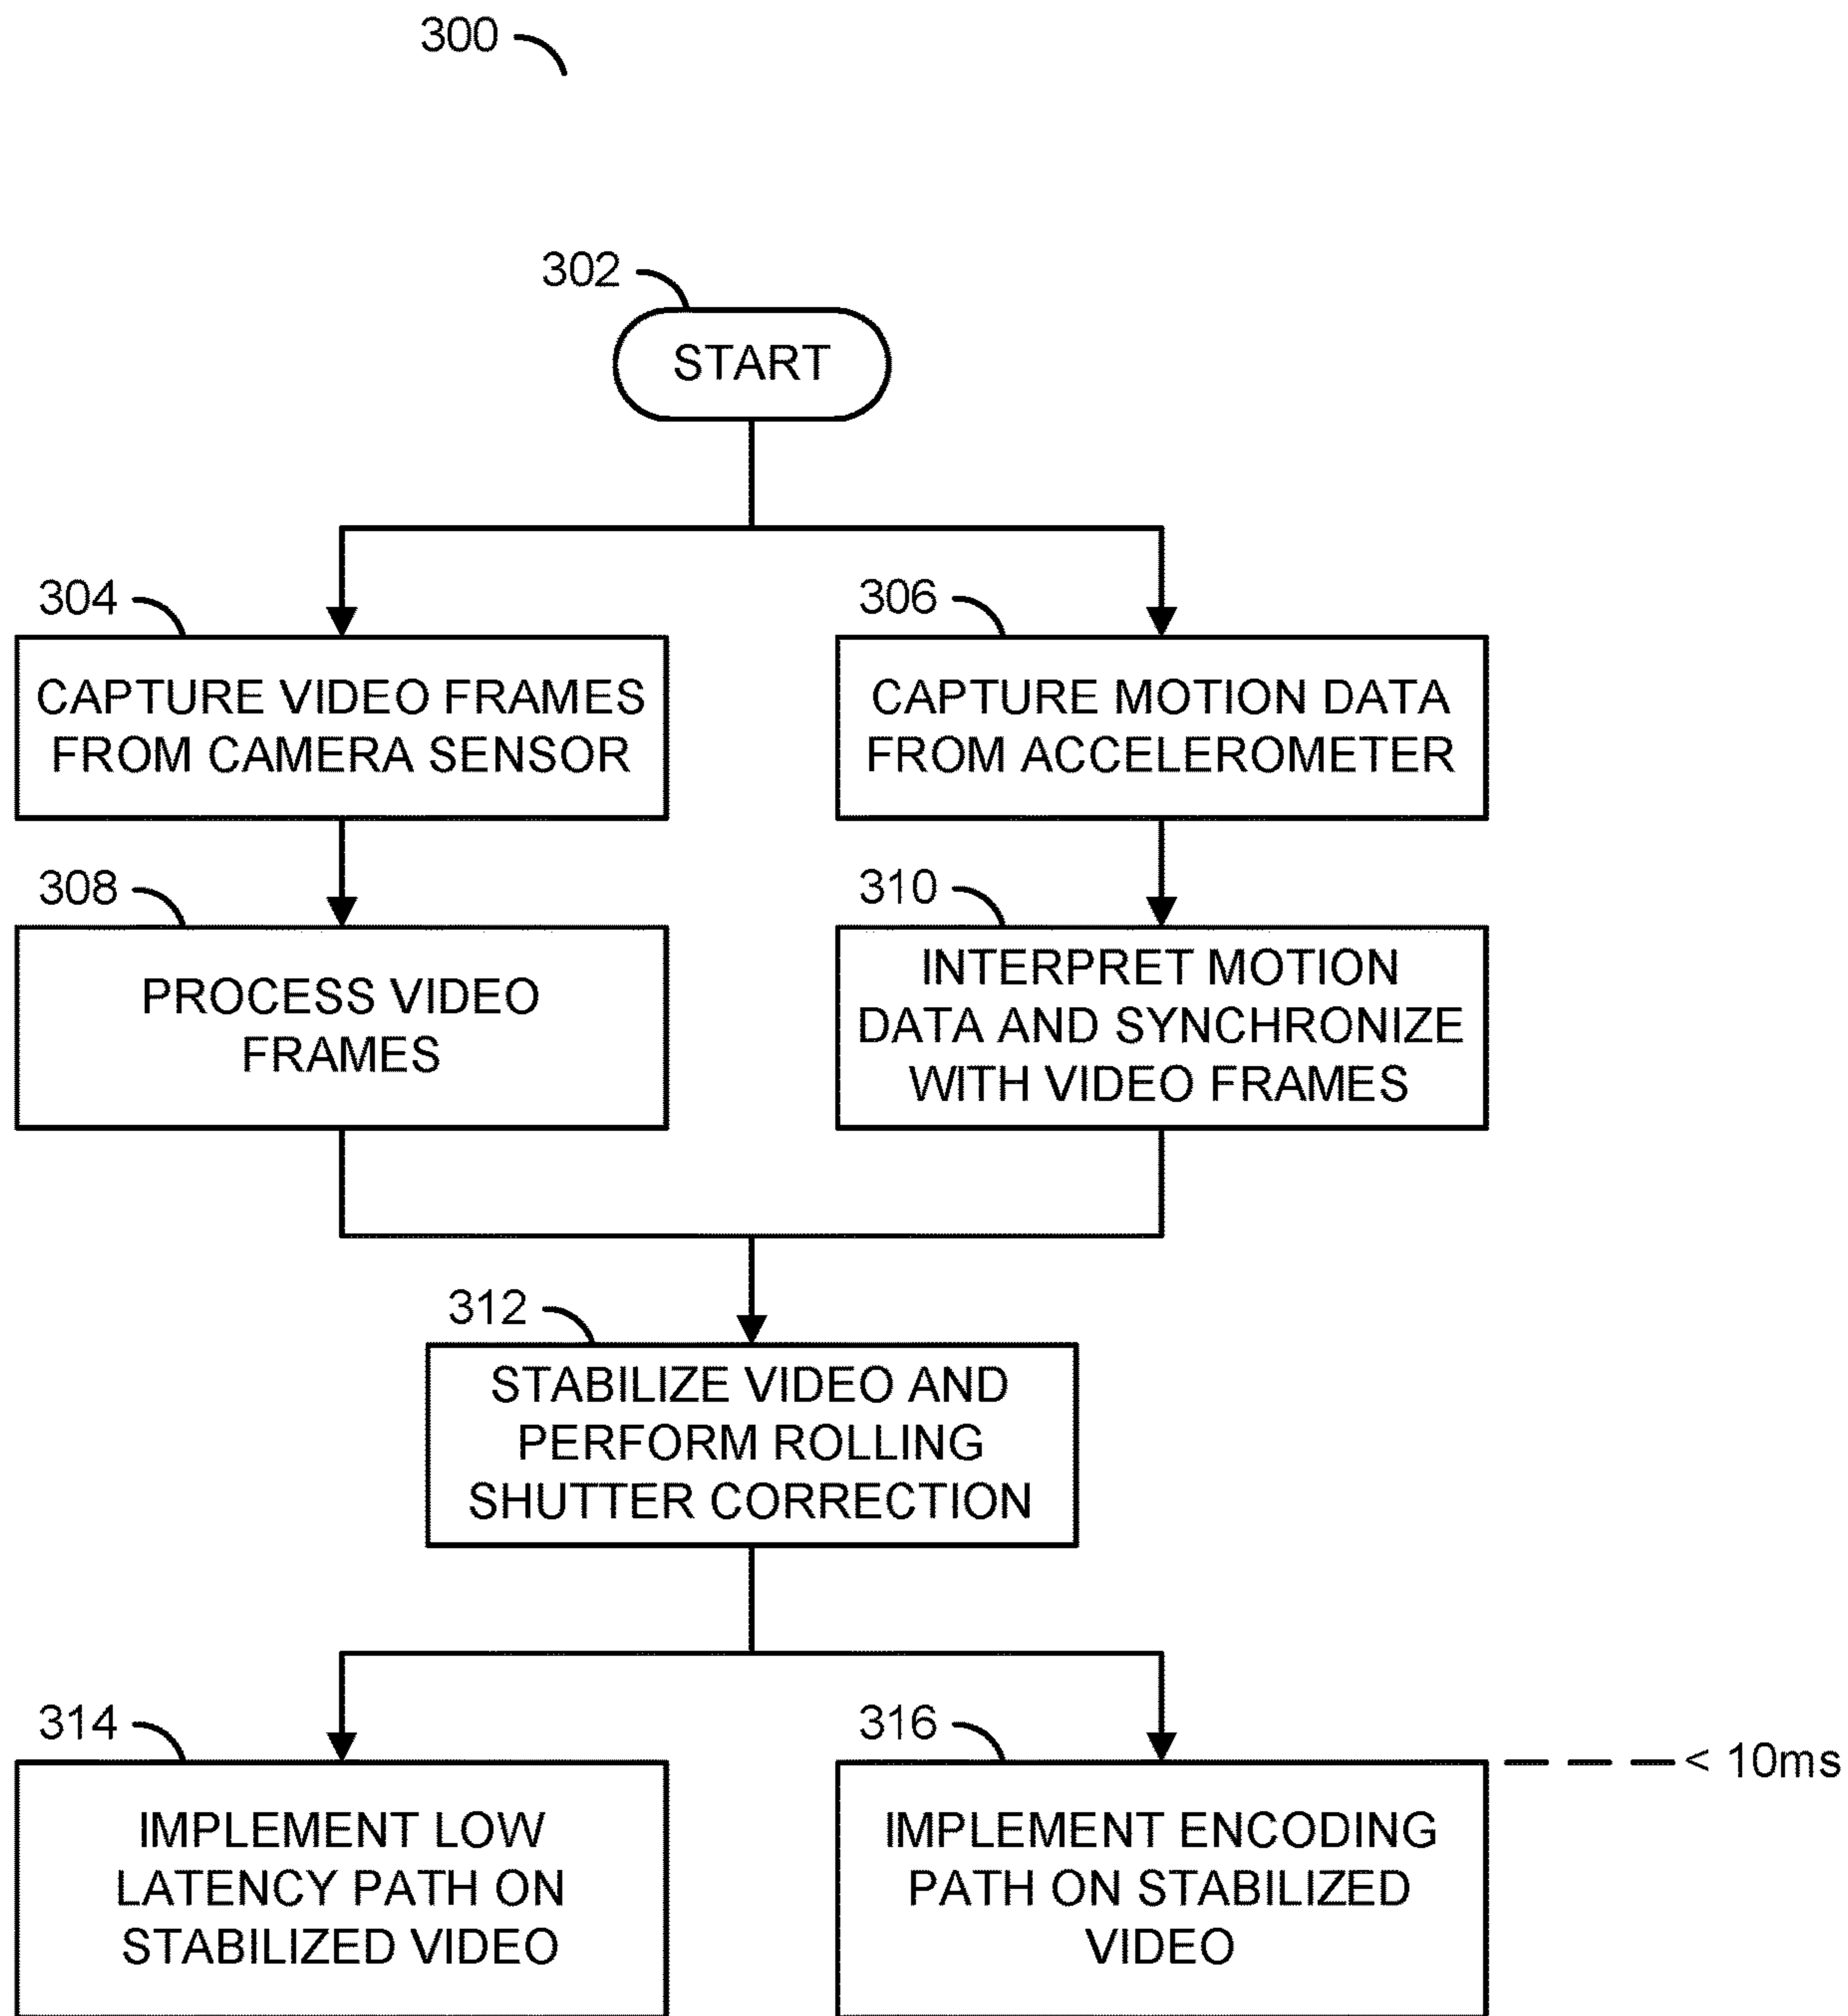 300
302
START
304
306
CAPTURE VIDEO FRAMES
FROM CAMERA SENSOR
CAPTURE MOTION DATA
FROM ACCELEROMETER
308
310
PROCESS VIDEO
FRAMES
INTERPRET MOTION
DATA AND SYNCHRONIZE
WITH VIDEO FRAMES
312
STABILIZE VIDEO AND
PERFORM ROLLING
SHUTTER CORRECTION
314
316
< 10ms
IMPLEMENT LOW
LATENCY PATH ON
STABILIZED VIDEO
IMPLEMENT ENCODING
PATH ON STABILIZED
VIDEO